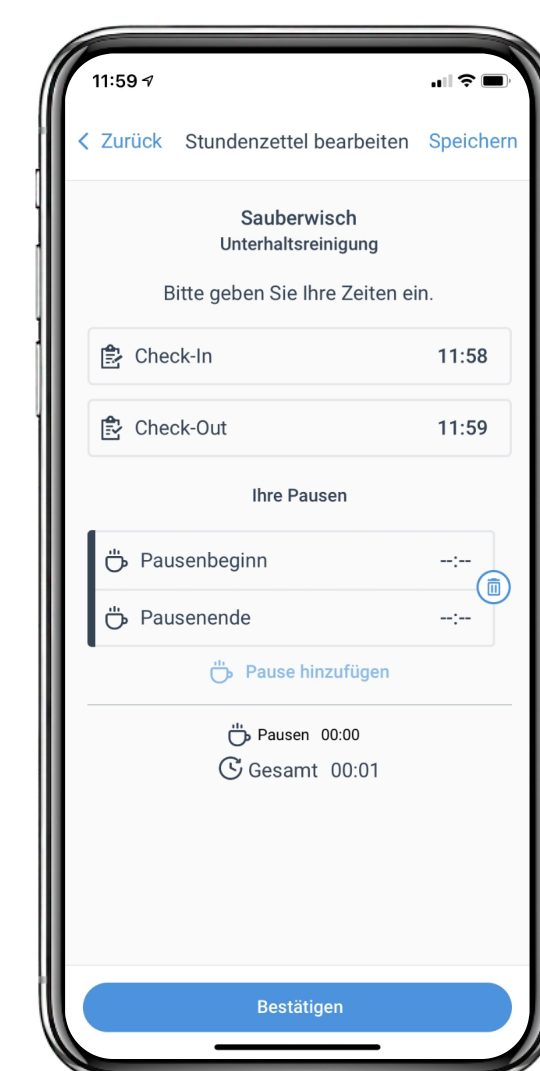 11:59
Zurück Stundenzettel bearbeiten Speichern
Sauberwisch
Unterhaltsreinigung
Bitte geben Sie Ihre Zeiten ein.
Check-In 11:58
Check-Out 11:59
Ihre Pausen
Pausenbeginn --:--
Pausenende --:--
Pause hinzufügen
Pausen 00:00
Gesamt 00:01
Bestätigen